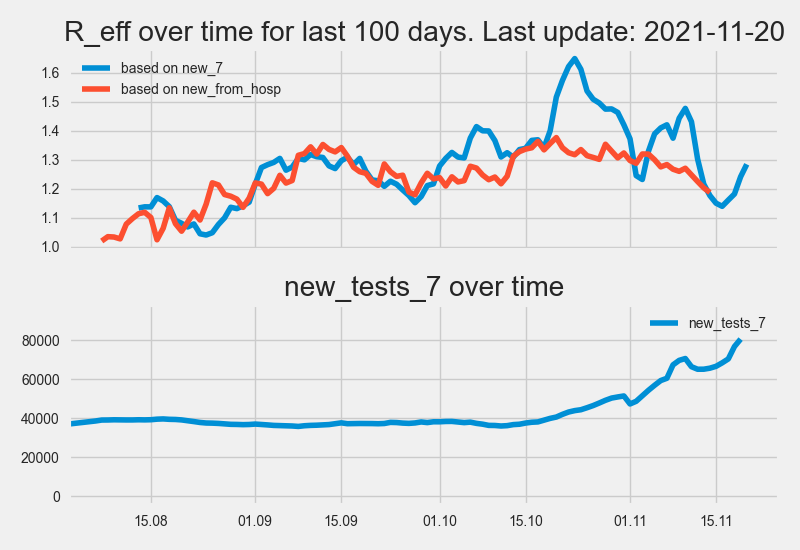 R_eff over time for last 100 days. Last update: 2021-11-20
based on new_7
based on new_from_hosp
1.6
1.5
1.4
1.3
1.2
1.1
1.0
new_tests_7 over time
new_tests_7
80000
60000
40000
20000
0
15.08 01.09 15.09 01.10 15.10 01.11 15.11